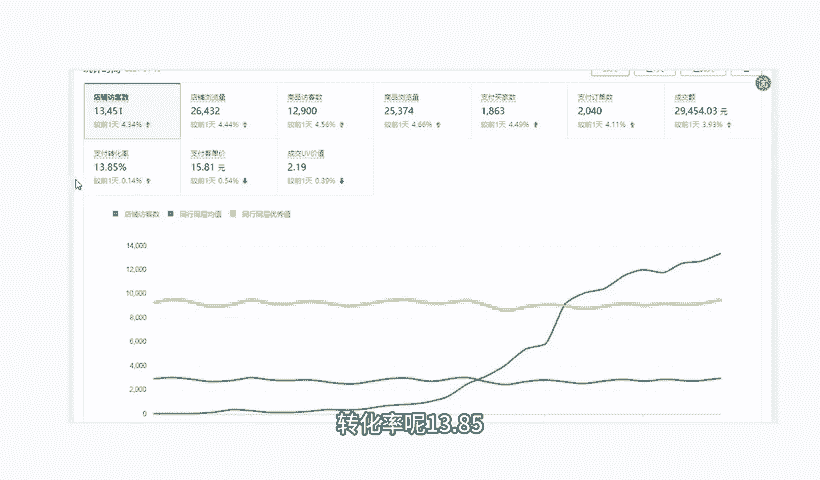 店铺访客数
13,451
较前1天 4.34%
店铺浏览量
26,432
较前1天 4.44%
商品访客数
12,900
较前1天 4.56%
商品浏览量
25,374
较前1天 4.66%
支付买家数
1,863
较前1天 4.49%
支付订单数
2,040
较前1天 4.11%
成交额
29,454.03 元
较前1天 3.93%
支付转化率
13.85%
较前1天 0.14%
支付客单价
15.81 元
较前1天 0.54%
成交UV价值
2.19
较前1天
店铺访客数 同行同层均值 同行同层优秀值
14,000
12,000
10,000
8,000
6,000
4,000
2,000
0
转化率呢13.85